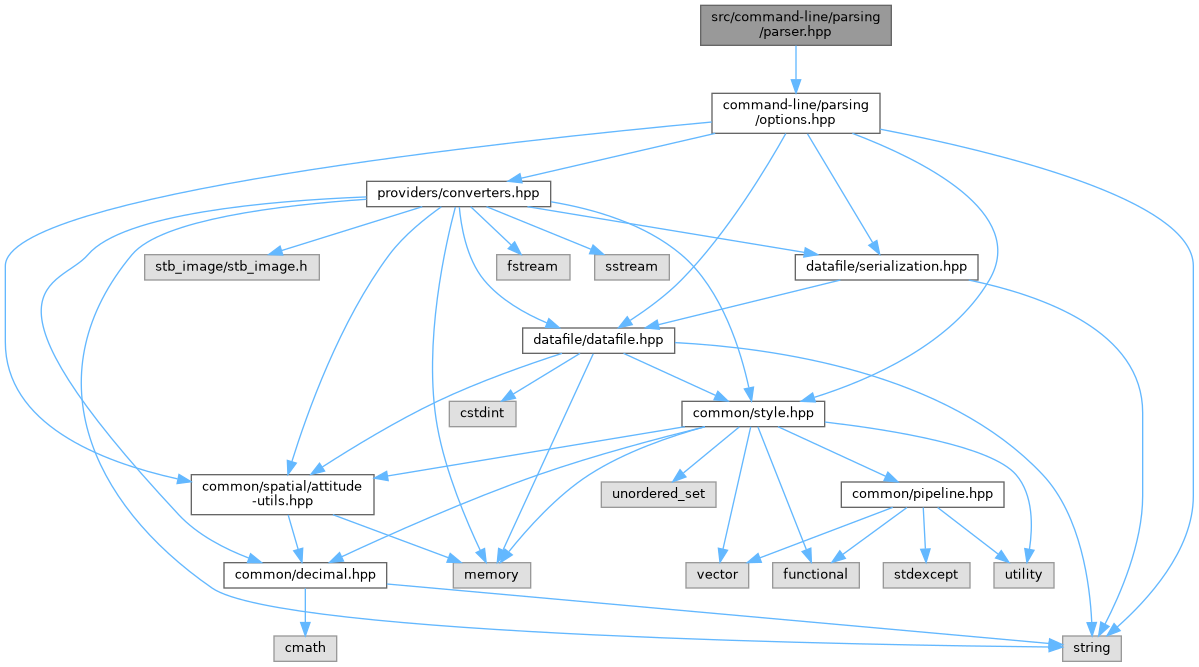 src/command-line/parsing
/parser.hpp
command-line/parsing
/options.hpp
providers/converters.hpp
stb_image/stb_image.h
fstream
sstream
datafile/serialization.hpp
datafile/datafile.hpp
cstdint
common/style.hpp
common/spatial/attitude
-utils.hpp
unordered_set
common/pipeline.hpp
common/decimal.hpp
memory
vector
functional
stdexcept
utility
cmath
string